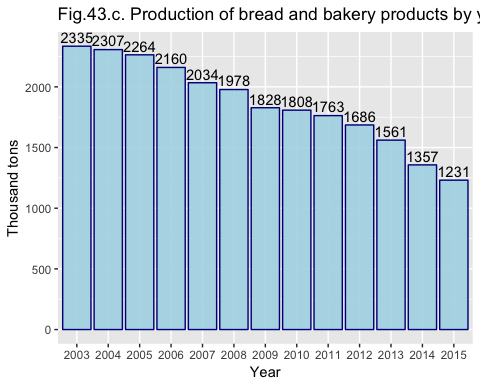 Fig.43.c. Production of bread and bakery products by y
2335 2307 2264 2160 2034 1978 1828 1808 1763 1686 1561 1357 1231
2000
1500
1000
500
0
Thousand tons
2003 2004 2005 2006 2007 2008 2009 2010 2011 2012 2013 2014 2015
Year